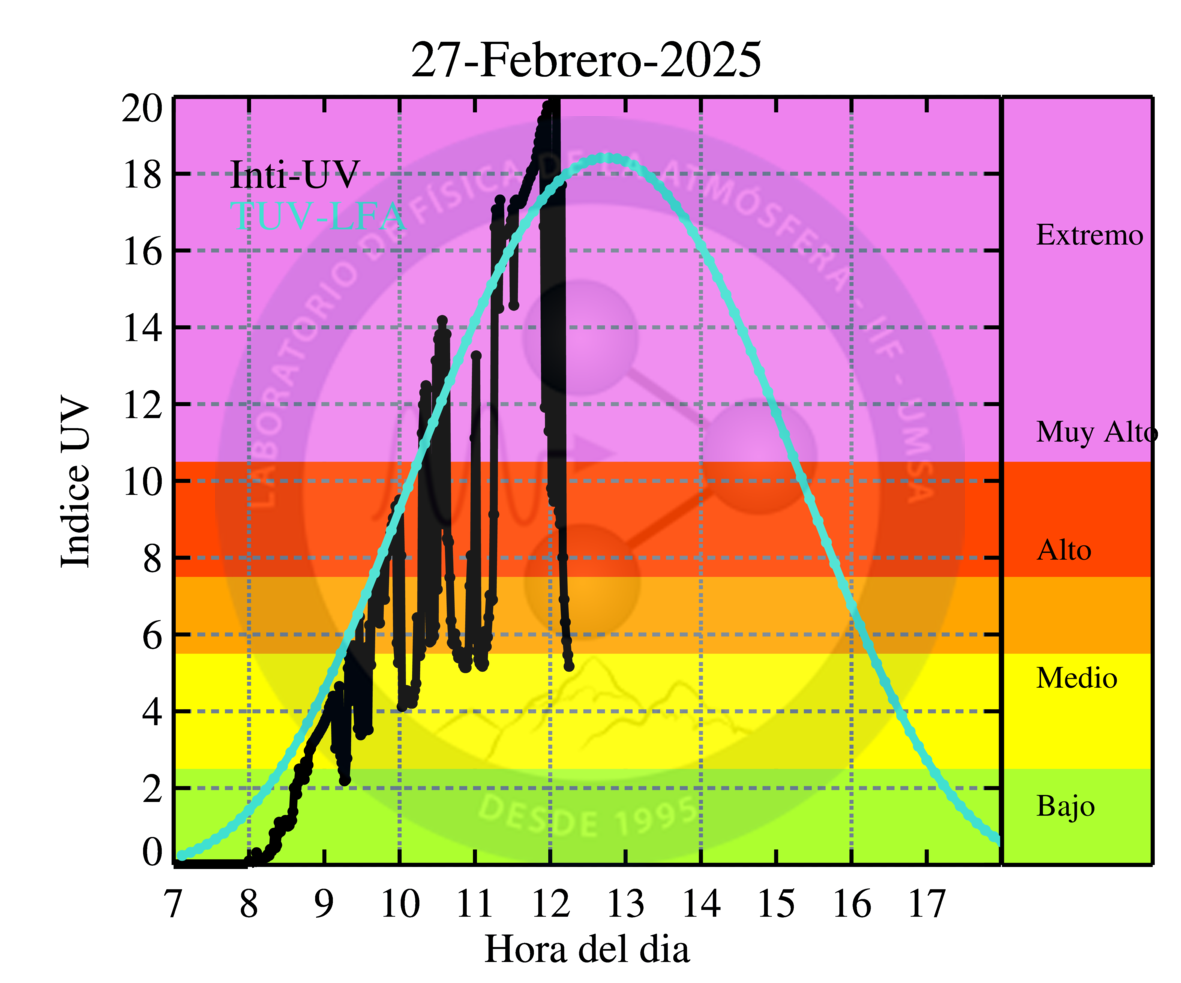 27-Febrero-2025
Inti-UV
TUV-LFA
20
18
16
14
12
10
8
6
4
2
0
Indice UV
7 8 9 10 11 12 13 14 15 16 17
Hora del dia
Extremo
Muy Alto
Alto
Medio
Bajo
LABORATORIO DE FÍSICA DE LA ATMÓSFERA - IIF - UMSA
DESDE 1995